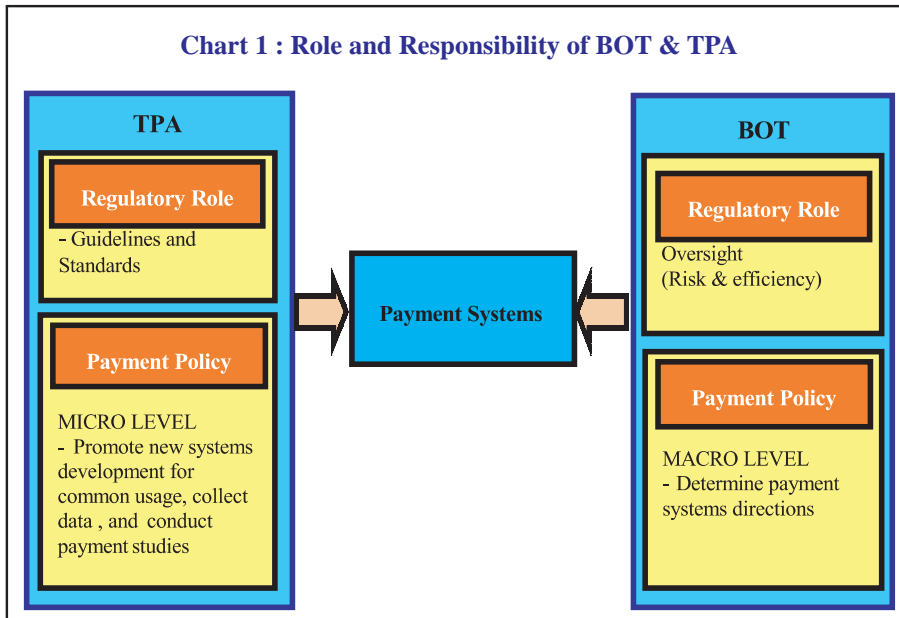 Chart 1 : Role and Responsibility of BOT & TPA
TPA
Regulatory Role
- Guidelines and
Standards
Payment Policy
MICRO LEVEL
- Promote new systems
development for
common usage, collect
data , and conduct
payment studies
Payment Systems
BOT
Regulatory Role
Oversight
(Risk & efficiency)
Payment Policy
MACRO LEVEL
- Determine payment
systems directions